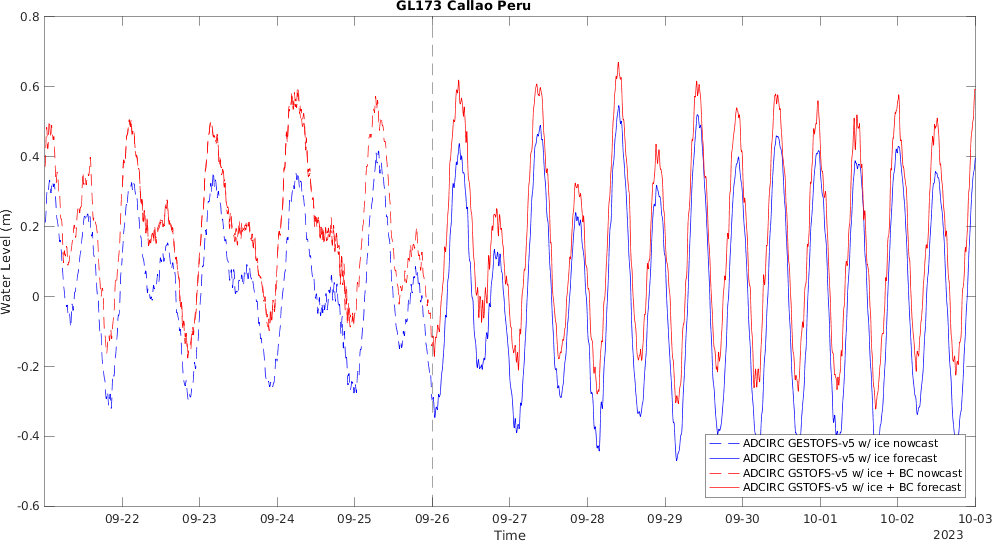 GL173 Callao Peru
0.8
0.6
0.4
0.2
0
-0.2
-0.4
-0.6
Water Level (m)
ADCIRC GESTOFS-v5 w/ ice nowcast
ADCIRC GESTOFS-v5 w/ ice forecast
ADCIRC GSTOFS-v5 w/ ice + BC nowcast
ADCIRC GSTOFS-v5 w/ ice + BC forecast
09-22 09-23 09-24 09-25 09-26 09-27 09-28 09-29 09-30 10-01 10-02 10-03
2023
Time